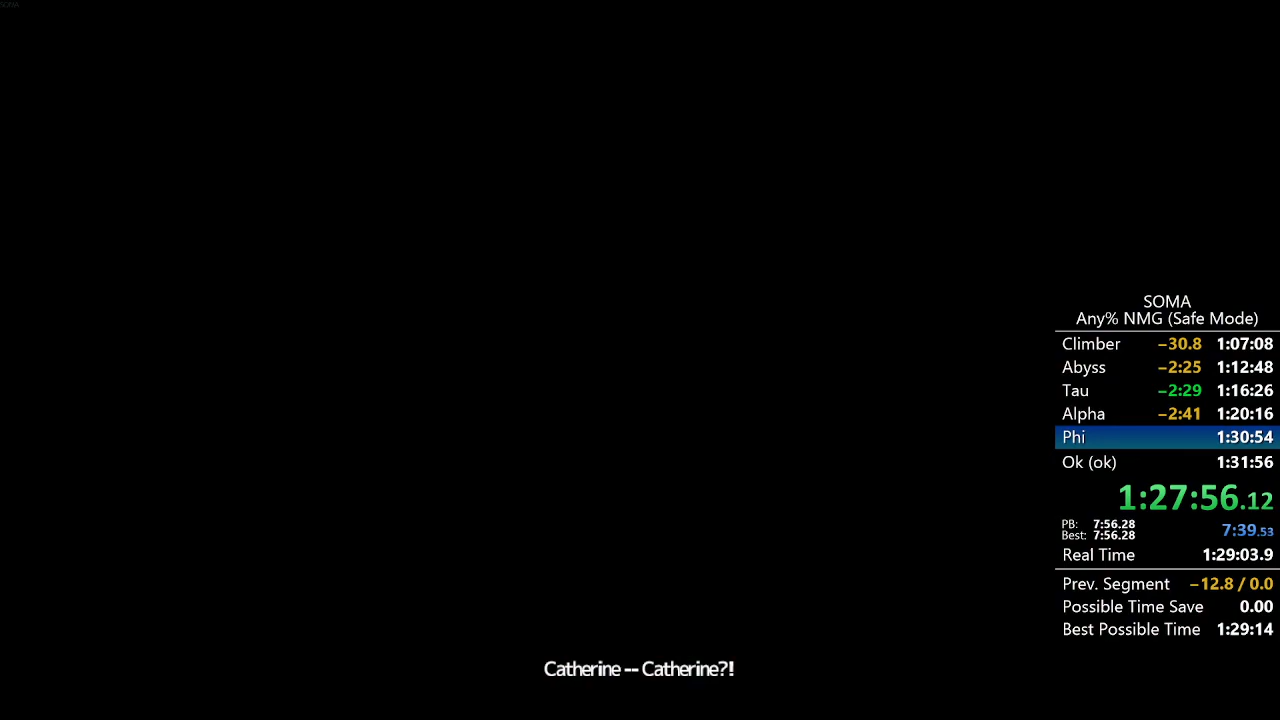 SOMA
SOMA
Any% NMG (Safe Mode)
Climber −30.8 1:07:08
Abyss −2:25 1:12:48
Tau −2:29 1:16:26
Alpha −2:41 1:20:16
Phi 1:30:54
Ok (ok) 1:31:56
1:27:56.12
PB: 7:56.28 7:39.53
Best: 7:56.28
Real Time 1:29:03.9
Prev. Segment −12.8 / 0.0
Possible Time Save 0.00
Best Possible Time 1:29:14
Catherine -- Catherine?!